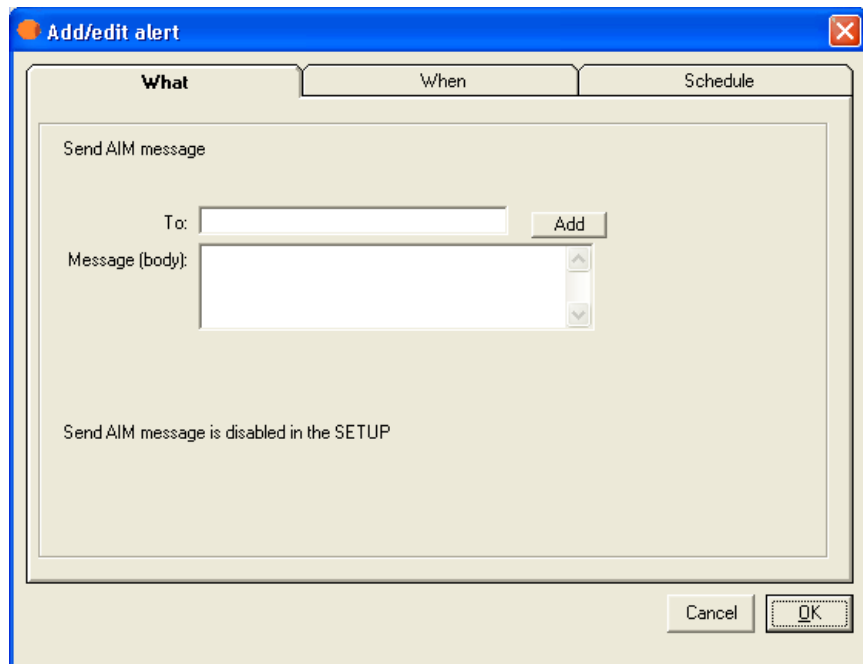 Add/edit alert
What When Schedule
Send AIM message
To: Add
Message (body):
Send AIM message is disabled in the SETUP
Cancel OK